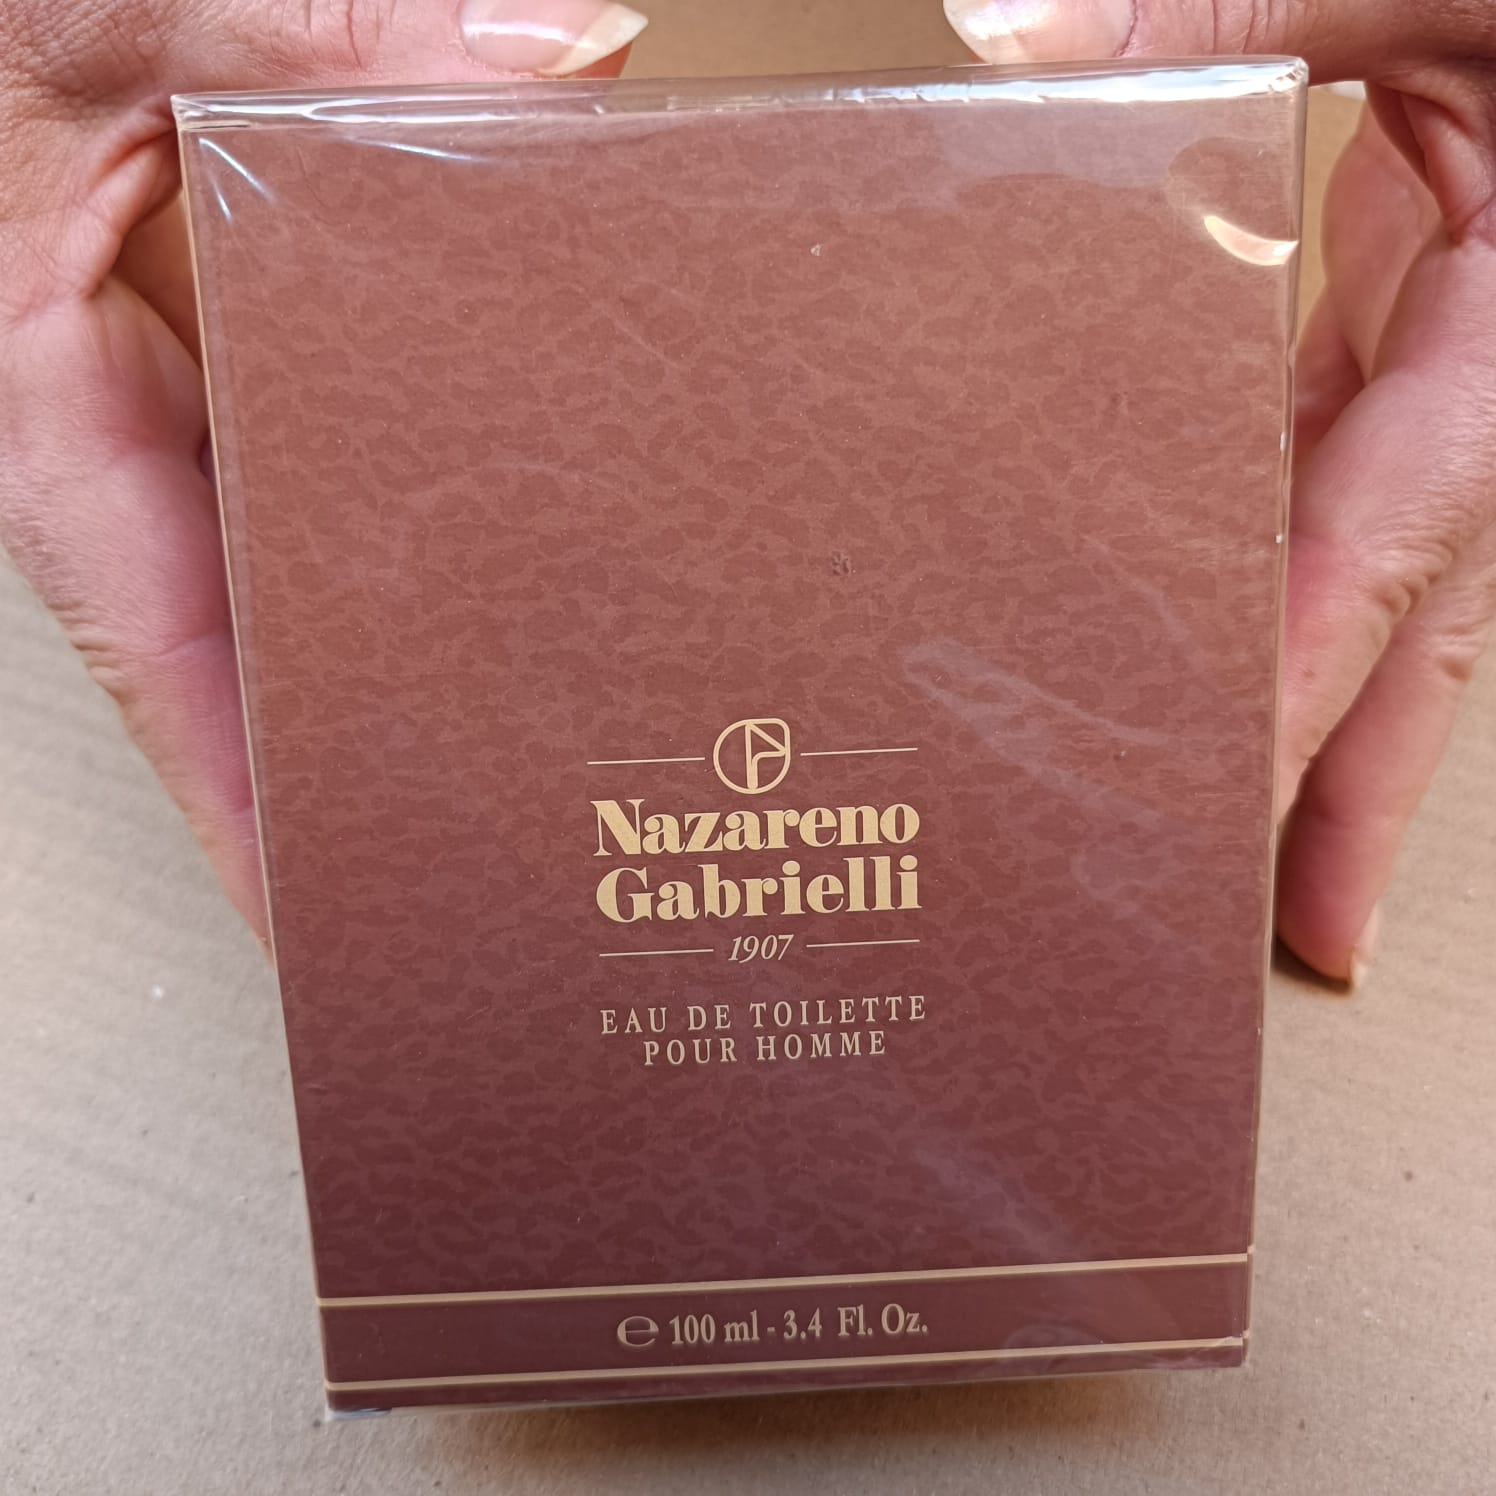 Nazareno
Gabrielli
1907
EAU DE TOILETTE
POUR HOMME
℮ 100 ml - 3.4 Fl. Oz.